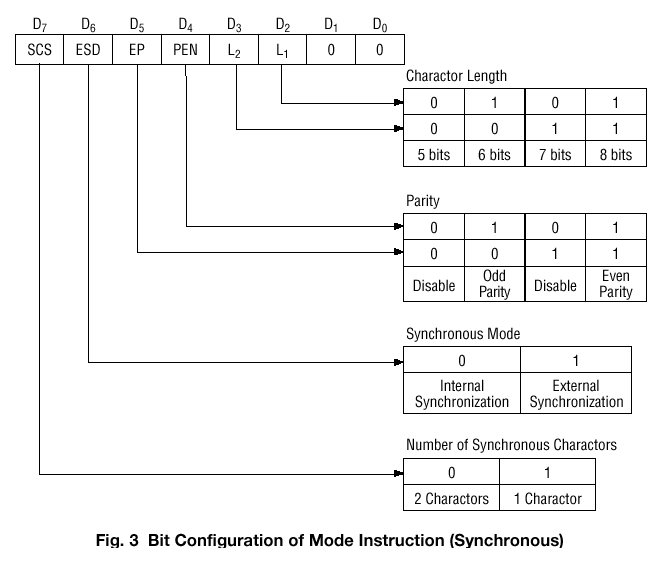 D7 D6 D5 D4 D3 D2 D1 D0
SCS ESD EP PEN L2 L1 0 0
Charactor Length
0 1 0 1
0 0 1 1
5 bits 6 bits 7 bits 8 bits
Parity
0 1 0 1
0 0 1 1
Disable Odd Parity Disable Even Parity
Synchronous Mode
0 1
Internal Synchronization External Synchronization
Number of Synchronous Charactors
0 1
2 Charactors 1 Charactor
Fig. 3 Bit Configuration of Mode Instruction (Synchronous)